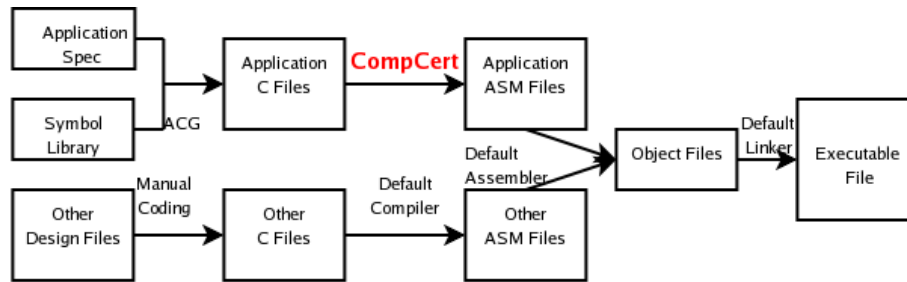 Application
Spec
Symbol
Library
ACG
Application
C Files
CompCert
Application
ASM Files
Other
Design Files
Manual
Coding
Other
C Files
Default
Compiler
Other
ASM Files
Default
Assembler
Object Files
Default
Linker
Executable
File